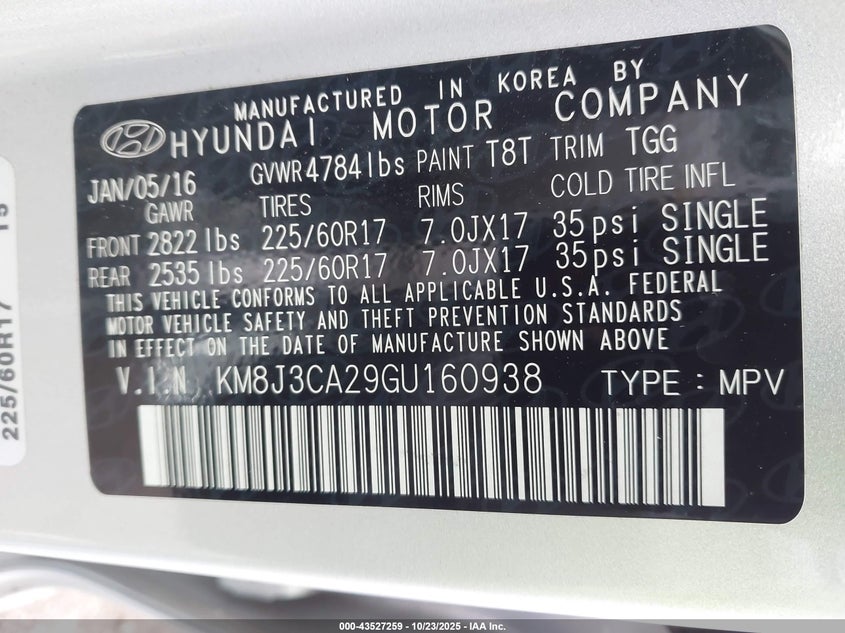 MANUFACTURED IN KOREA BY
HYUNDAI MOTOR COMPANY
JAN/05/16 GVWR 4784 lbs PAINT T8T TRIM TGG
GAWR TIRES RIMS COLD TIRE INFL
FRONT 2822 lbs 225/60R17 7.0JX17 35psi SINGLE
REAR 2535 lbs 225/60R17 7.0JX17 35psi SINGLE
THIS VEHICLE CONFORMS TO ALL APPLICABLE U.S.A. FEDERAL
MOTOR VEHICLE SAFETY AND THEFT PREVENTION STANDARDS
IN EFFECT ON THE DATE OF MANUFACTURE SHOWN ABOVE
V.I.N KM8J3CA29GU160938 TYPE : MPV
225/60R17
000-43527259 - 10/23/2025 - IAA Inc.